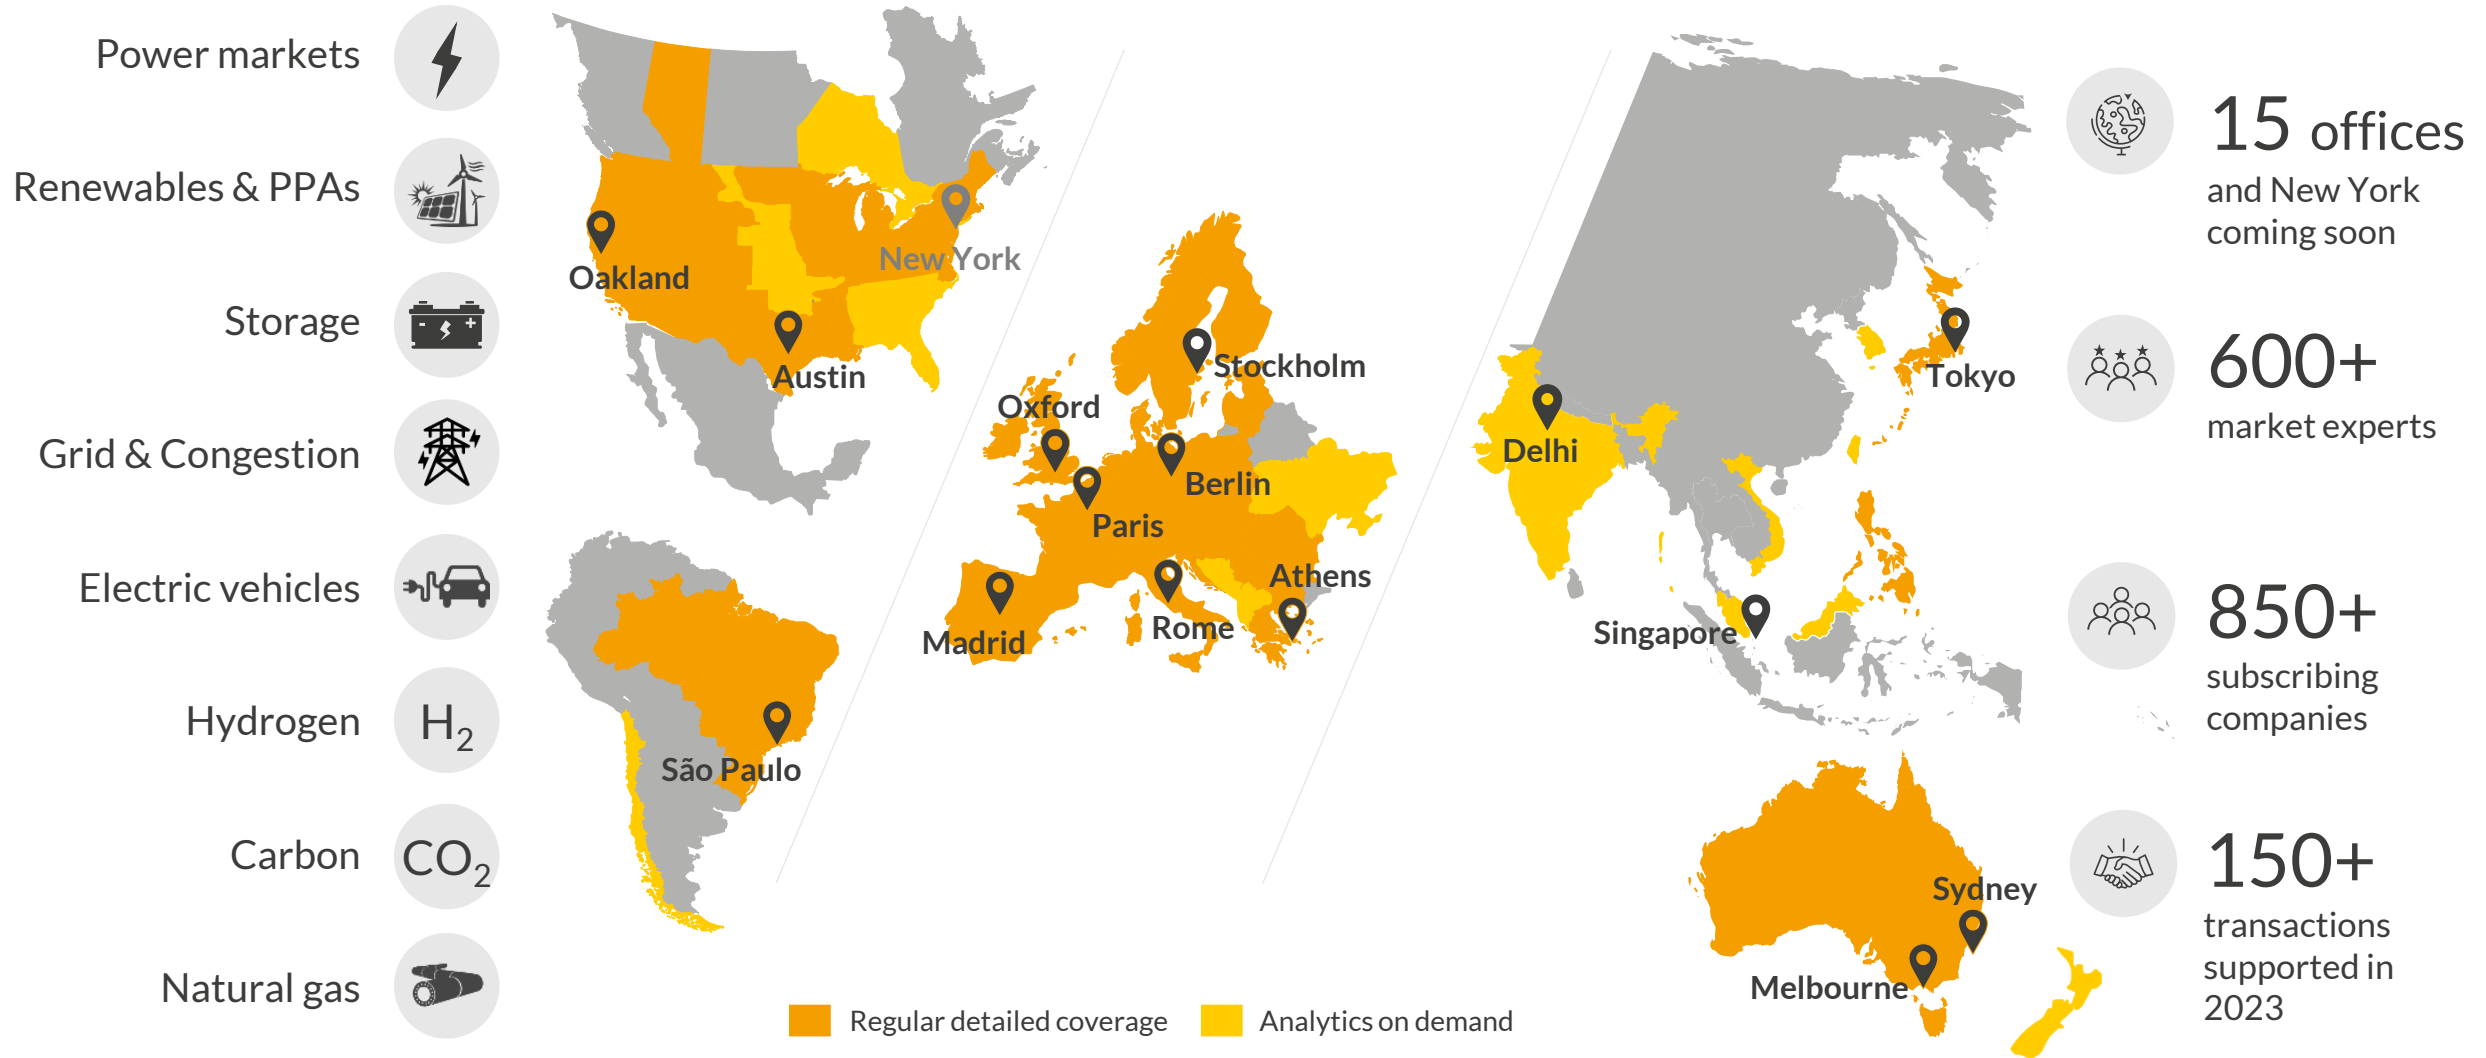 Power markets
Renewables & PPAs
Storage
Grid & Congestion
Electric vehicles
Hydrogen
H2
Carbon
CO2
Natural gas
Oakland
New York
Austin
São Paulo
Stockholm
Oxford
Berlin
Paris
Athens
Madrid
Rome
Delhi
Tokyo
Singapore
Sydney
Melbourne
Regular detailed coverage
Analytics on demand
15 offices
and New York
coming soon
600+
market experts
850+
subscribing
companies
150+
transactions
supported in
2023